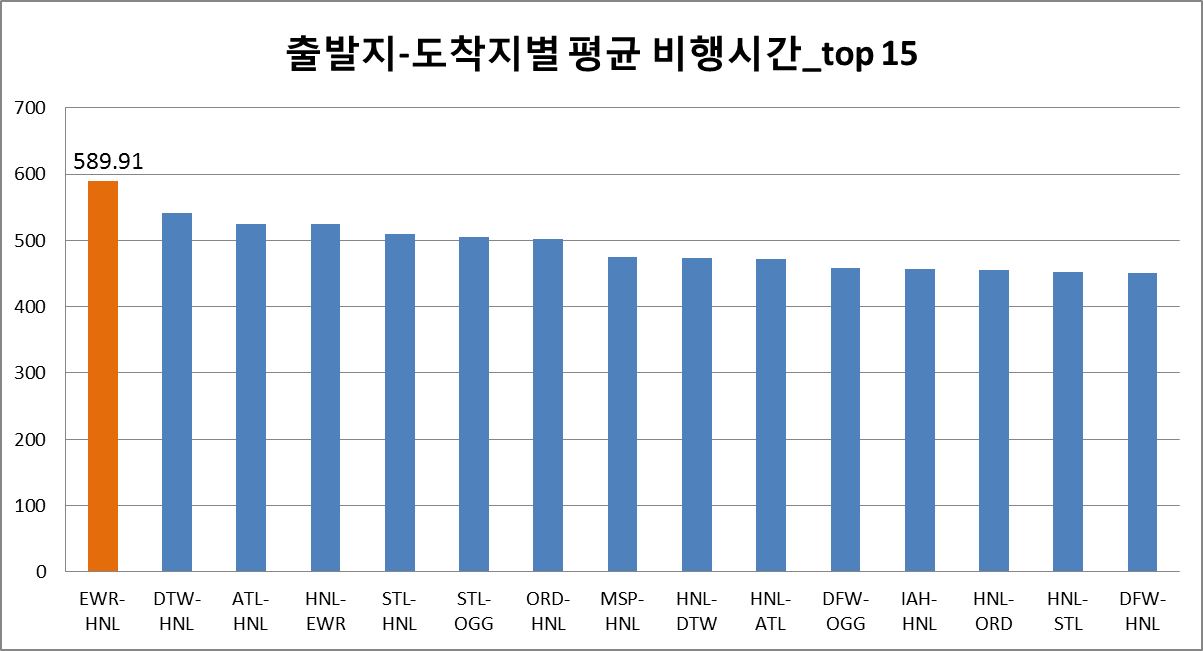 출발지-도착지별 평균 비행시간_top 15
700
600
500
400
300
200
100
0
589.91
EWR-
HNL
DTW-
HNL
ATL-
HNL
HNL-
EWR
STL-
HNL
STL-
OGG
ORD-
HNL
MSP-
HNL
HNL-
DTW
HNL-
ATL
DFW-
OGG
IAH-
HNL
HNL-
ORD
HNL-
STL
DFW-
HNL